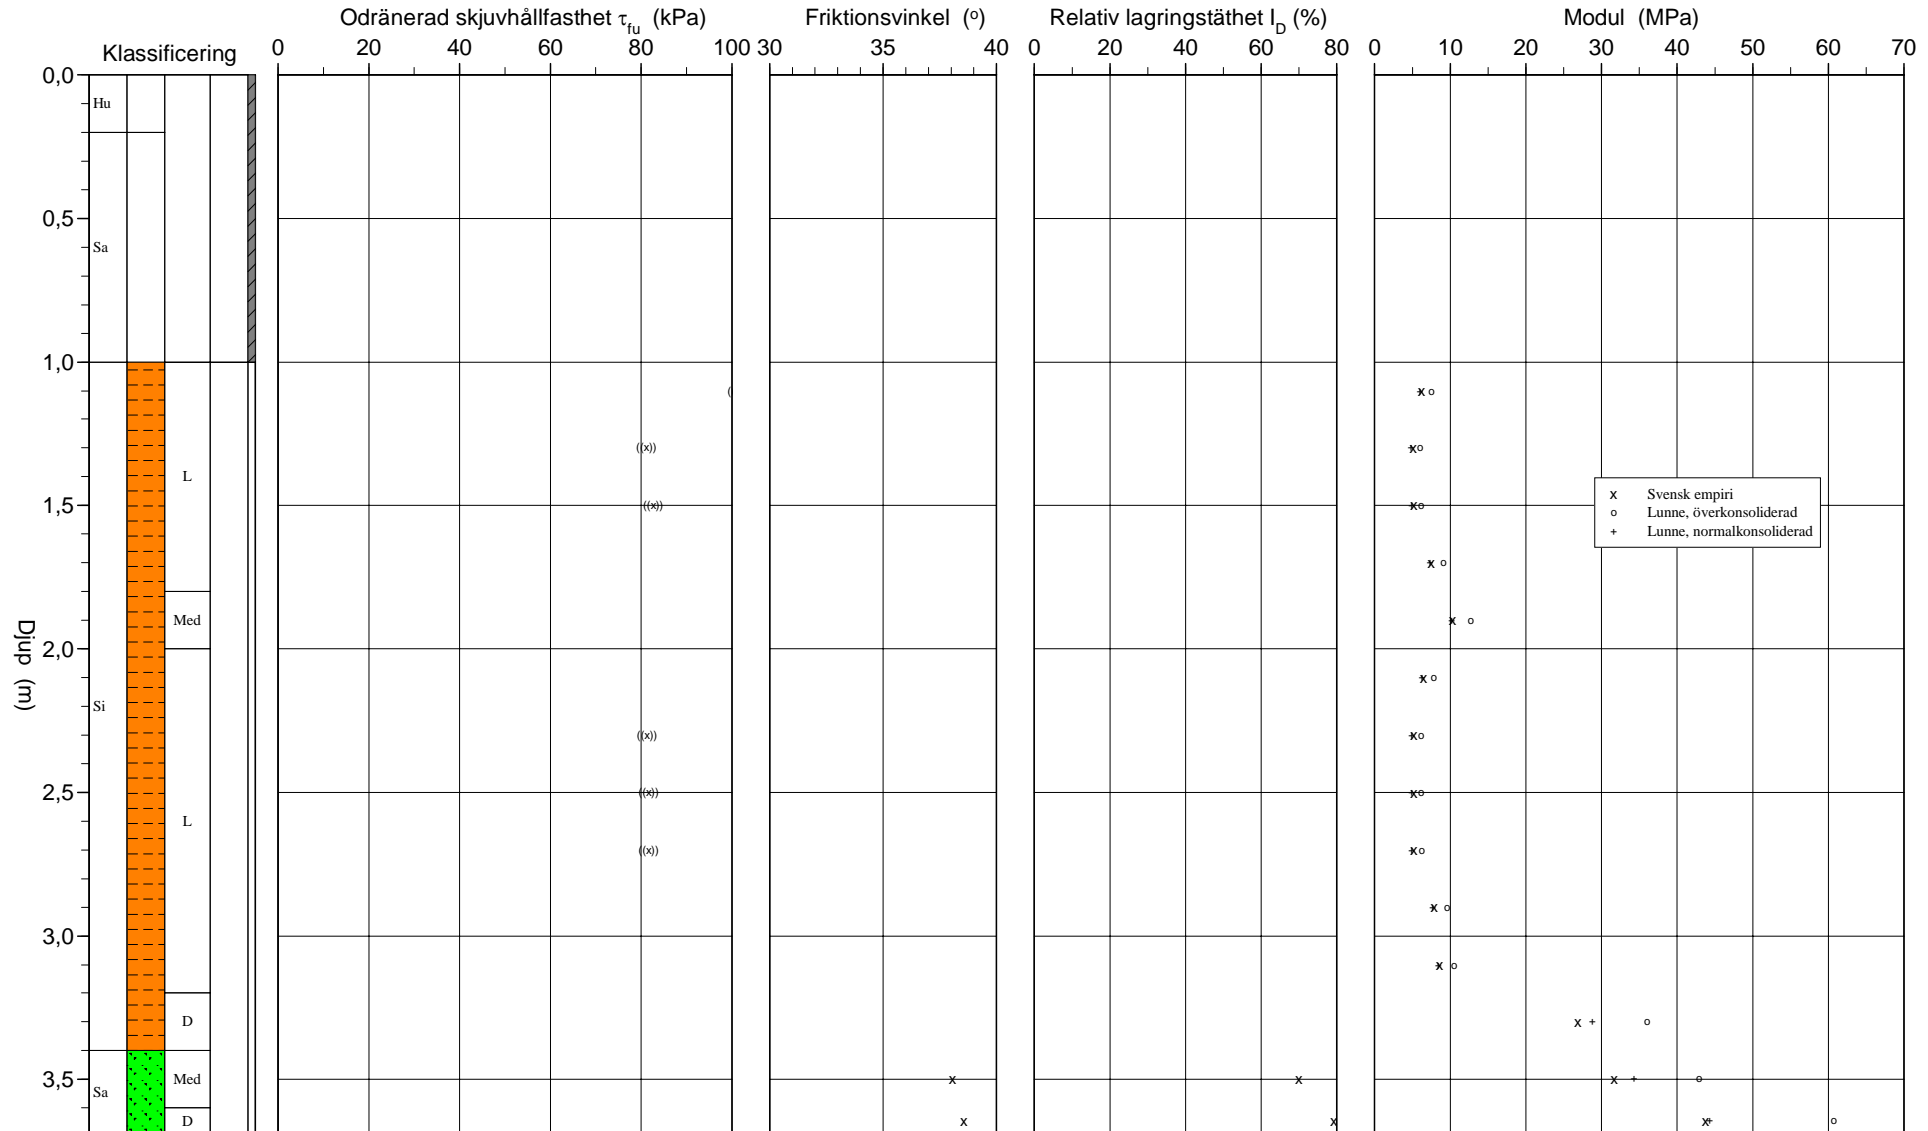 Odränerad skjuvhållfasthet τfu (kPa) Friktionsvinkel (o) Relativ lagringstäthet ID (%) Modul (MPa)
Klassificering 0 20 40 60 80 100 30 35 40 0 20 40 60 80 0 10 20 30 40 50 60 70
0,0
Hu
0,5
Sa
1,0
(
((x))
L
x Svensk empiri
1,5
((x))
o Lunne, överkonsoliderad
+ Lunne, normalkonsoliderad
Med
2,0
Djup (m)
Si
((x))
2,5
((x))
L
((x))
3,0
D
3,5
Med
Sa
D